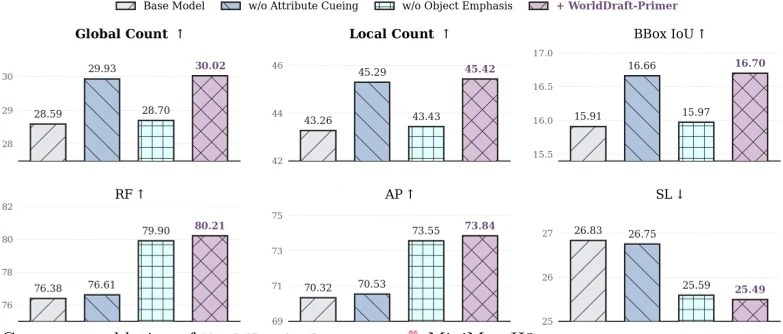 Base Model w/o Attribute Cueing w/o Object Emphasis + WorldDraft-Primer
Global Count ↑ Local Count ↑ BBox IoU ↑
30 29 28
28.59 29.93 28.70 30.02
46 44 42
43.26 45.29 43.43 45.42
17.0 16.5 16.0 15.5
15.91 16.66 15.97 16.70
RF ↑ AP ↑ SL ↓
82 80 78 76
76.38 76.61 79.90 80.21
75 73 71 69
70.32 70.53 73.55 73.84
27 26 25
26.83 26.75 25.59 25.49